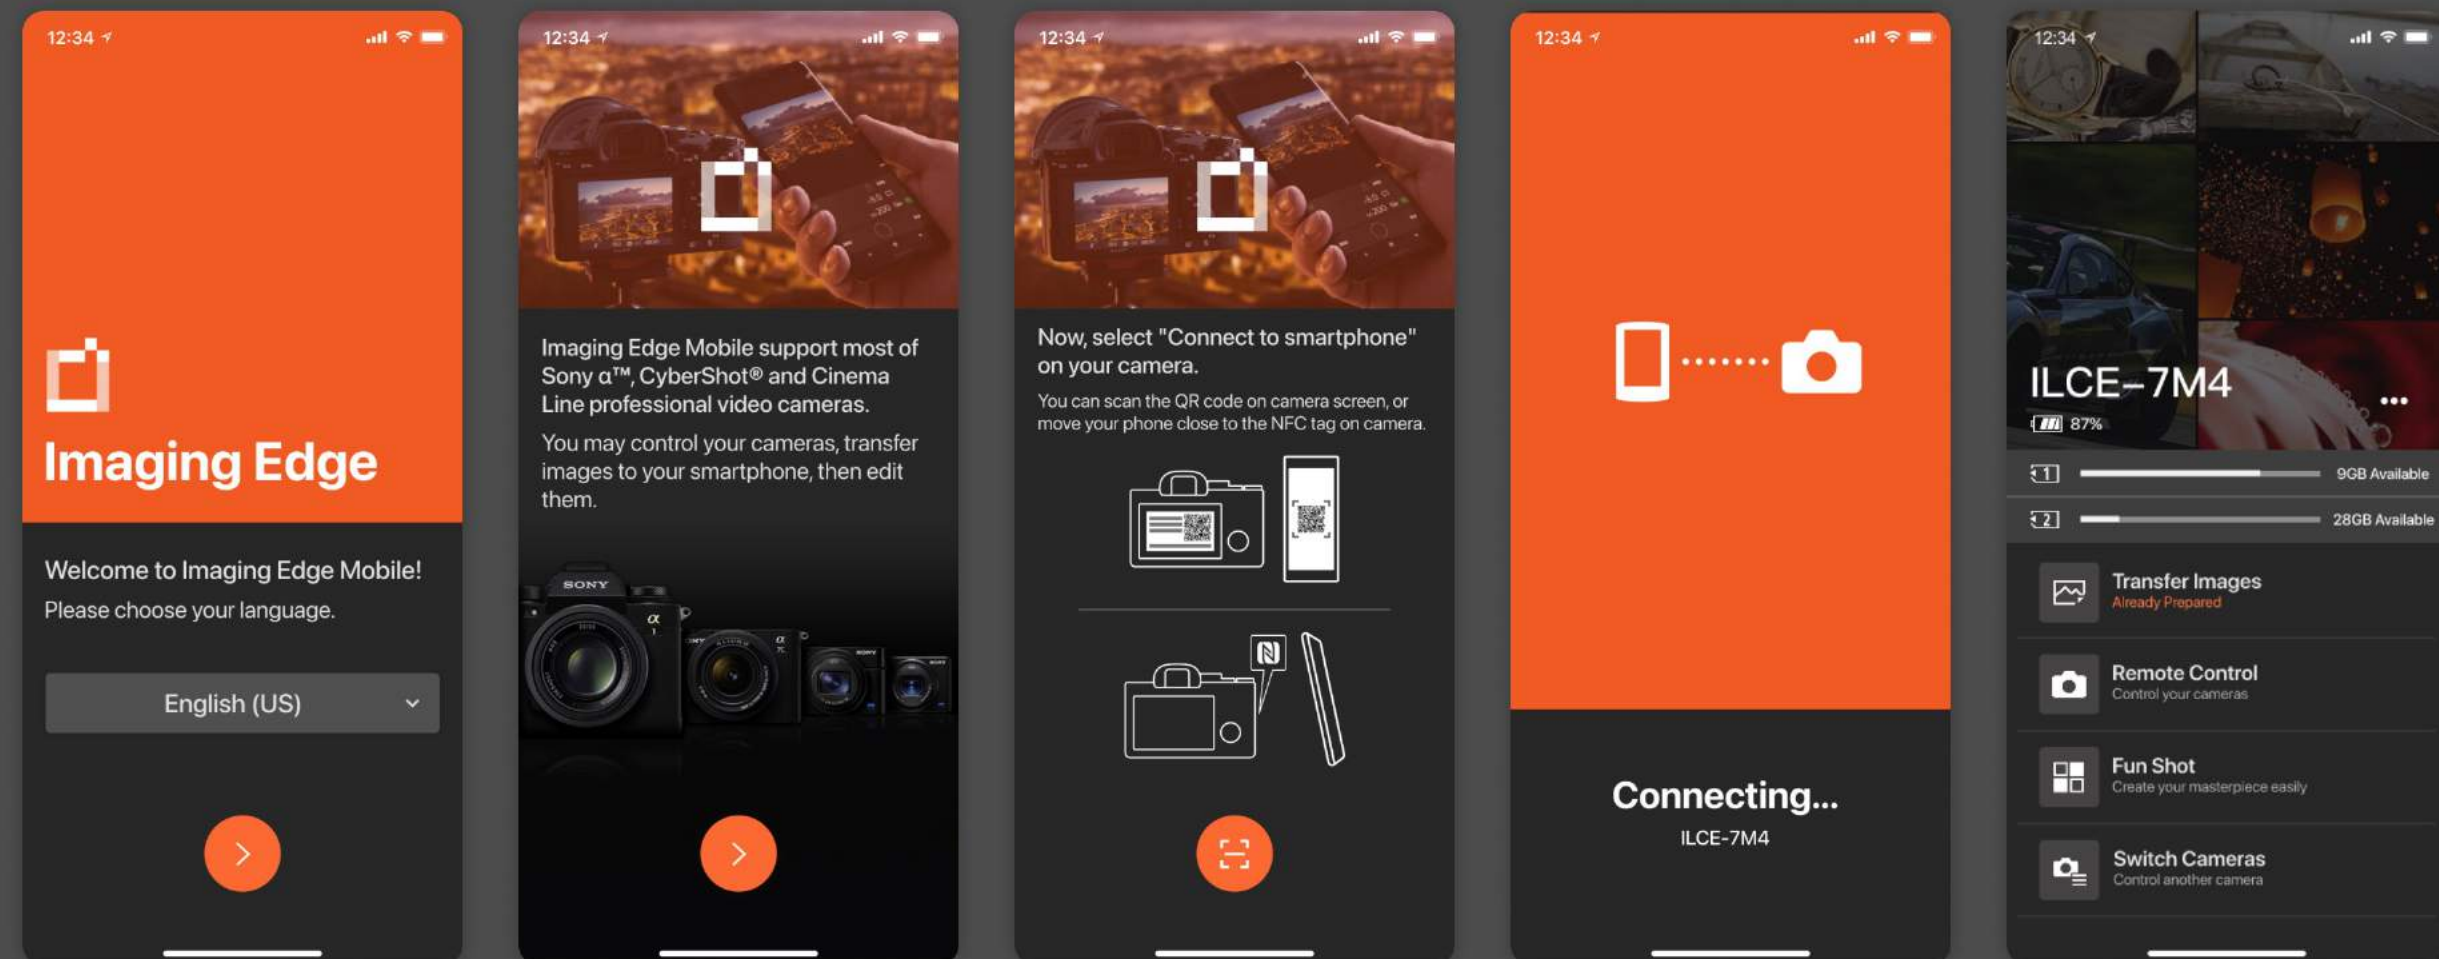 12:34
Imaging Edge
Welcome to Imaging Edge Mobile!
Please choose your language.
English (US)
12:34
Imaging Edge Mobile support most of
Sony α™, CyberShot® and Cinema
Line professional video cameras.
You may control your cameras, transfer
images to your smartphone, then edit
them.
SONY
α
1
SONY
SONY
12:34
Now, select "Connect to smartphone"
on your camera.
You can scan the QR code on camera screen, or
move your phone close to the NFC tag on camera.
12:34
Connecting...
ILCE-7M4
12:34
ILCE–7M4
87%
1
9GB Available
2
28GB Available
Transfer Images
Already Prepared
Remote Control
Control your cameras
Fun Shot
Create your masterpiece easily
Switch Cameras
Control another camera